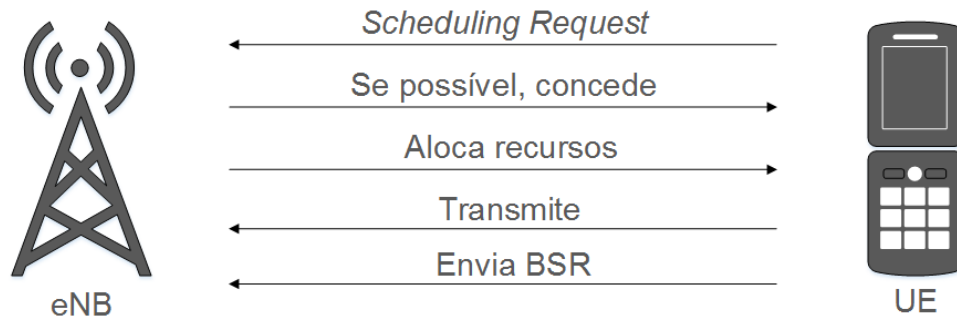 Scheduling Request
Se possível, concede
Aloca recursos
Transmite
Envia BSR
eNB
UE